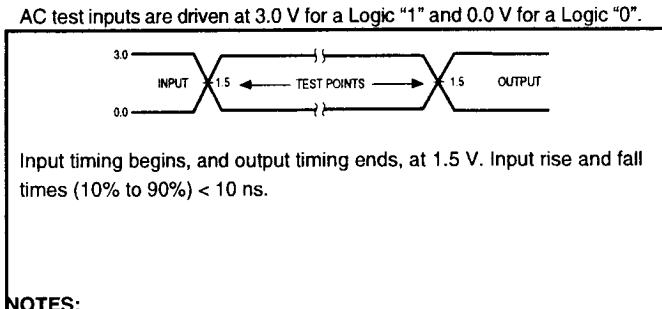 AC test inputs are driven at 3.0 V for a Logic “1” and 0.0 V for a Logic “0”.
3.0
INPUT 1.5 TEST POINTS 1.5 OUTPUT
0.0
Input timing begins, and output timing ends, at 1.5 V. Input rise and fall
times (10% to 90%) < 10 ns.
NOTES: